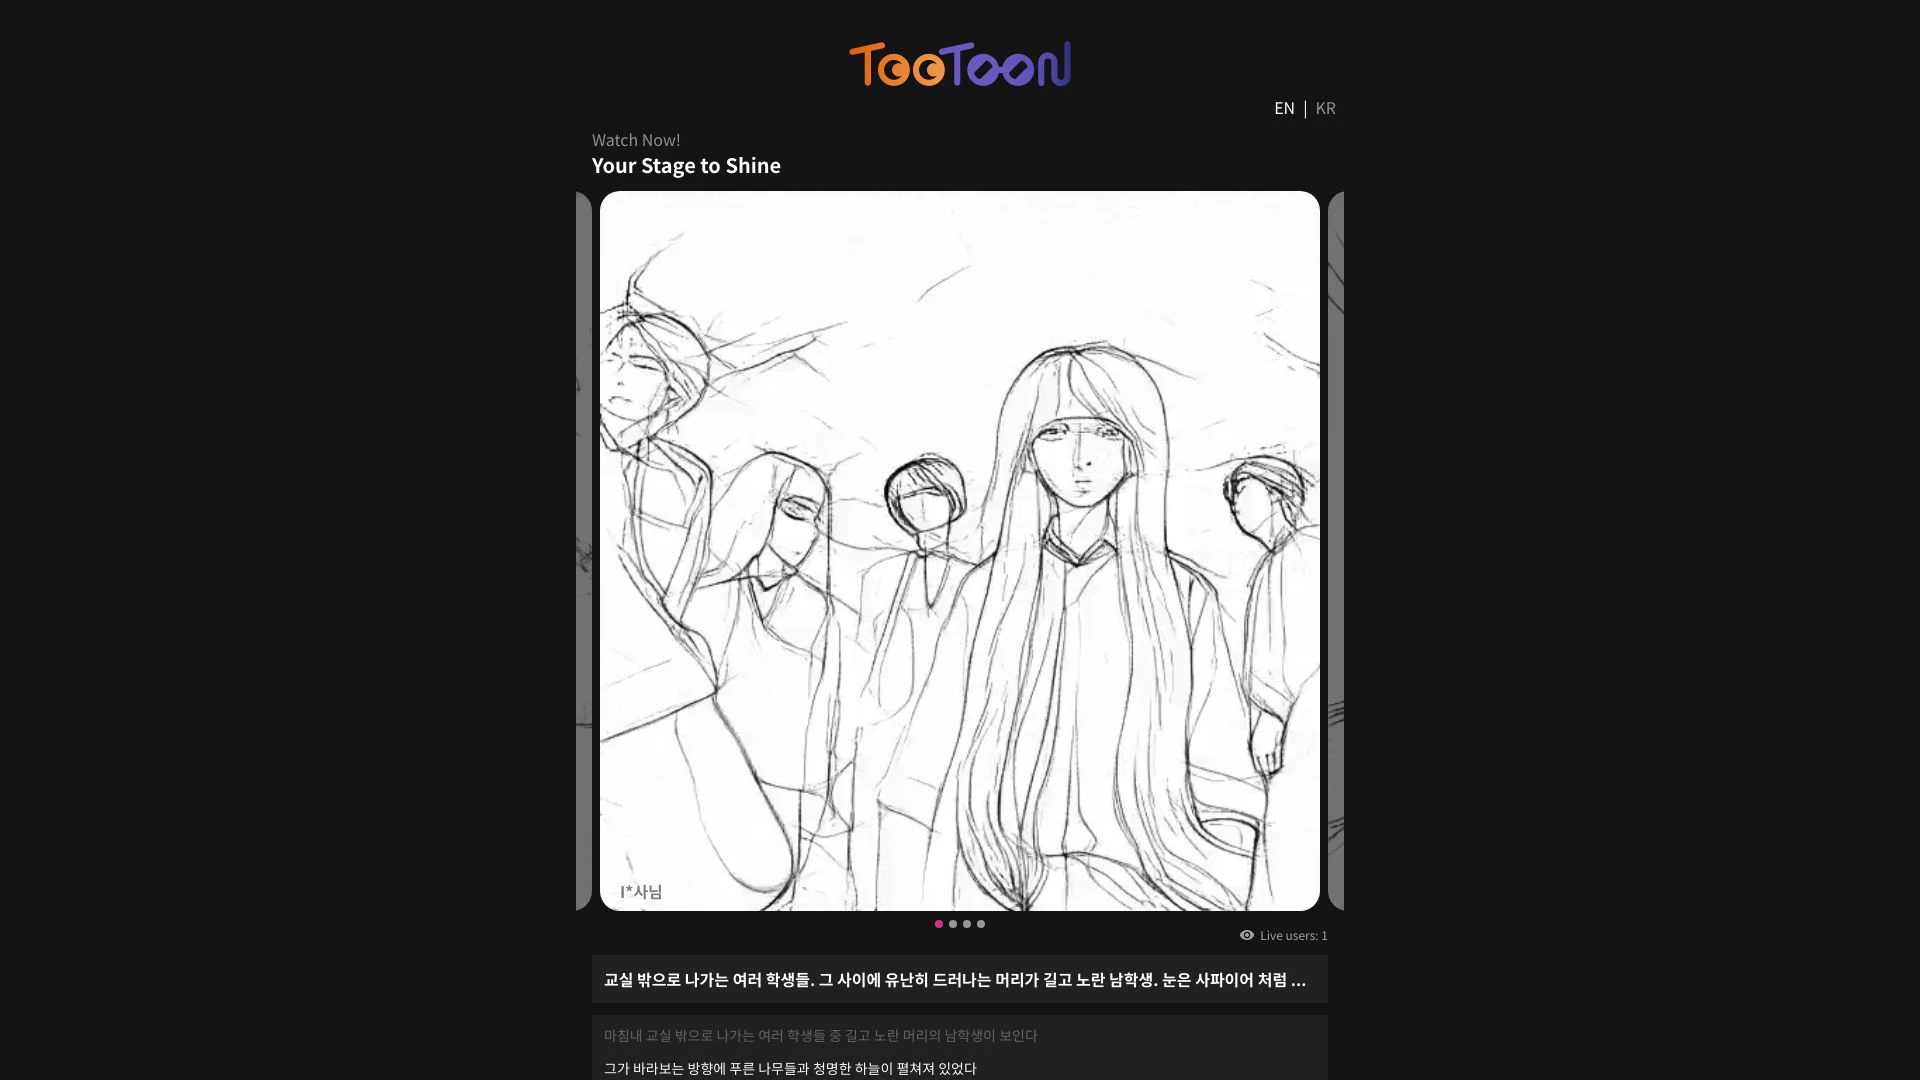 TooToon
EN | KR
Watch Now!
Your Stage to Shine
I*사님
Live users: 1
교실 밖으로 나가는 여러 학생들. 그 사이에 유난히 드러나는 머리가 길고 노란 남학생. 눈은 사파이어 처럼 ...
마침내 교실 밖으로 나가는 여러 학생들 중 길고 노란 머리의 남학생이 보인다
그가 바라보는 방향에 푸른 나무들과 청명한 하늘이 펼쳐져 있었다